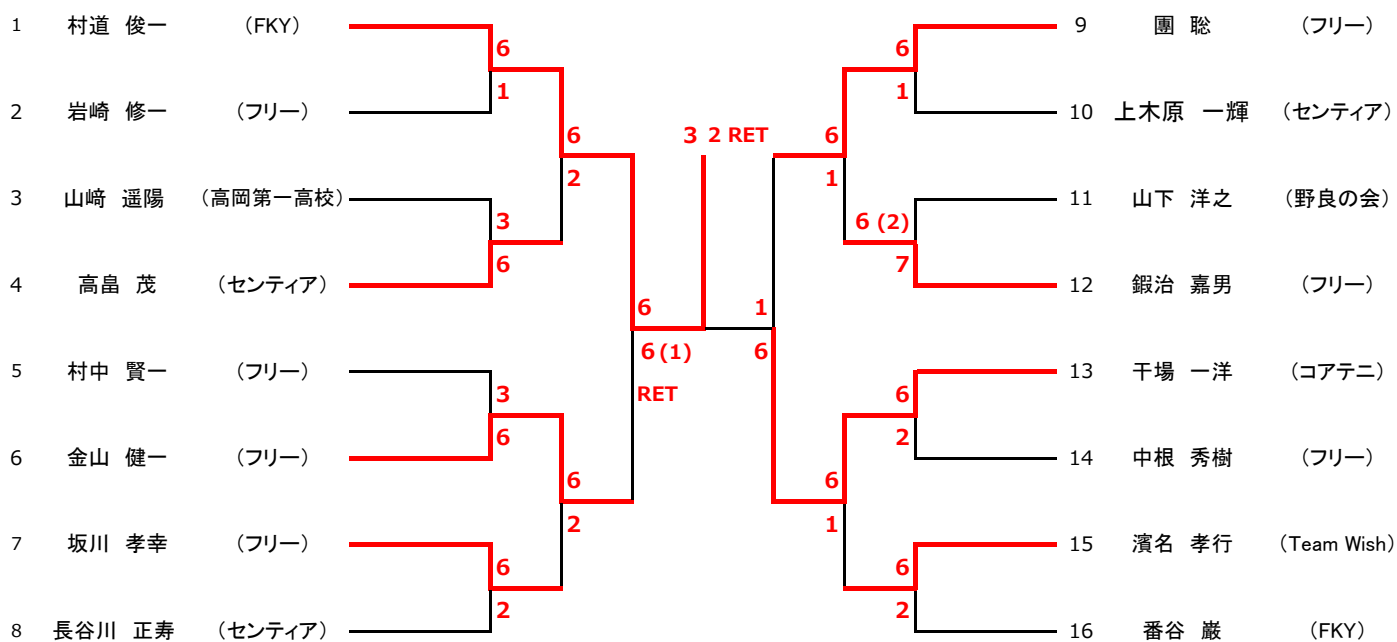 1 村道 俊一 (FKY)
6
1
2 岩崎 修一 (フリー)
6
2
3 山﨑 遥陽 (高岡第一高校)
3
6
4 高畠 茂 (センティア)
6
6 (1)
RET
5 村中 賢一 (フリー)
3
6
6 金山 健一 (フリー)
6
2
7 坂川 孝幸 (フリー)
6
2
8 長谷川 正寿 (センティア)
3 2 RET
9 團 聡 (フリー)
6
1
10 上木原 一輝 (センティア)
6
1
11 山下 洋之 (野良の会)
6 (2)
7
12 鍜治 嘉男 (フリー)
1
6
13 干場 一洋 (コアテニ)
6
2
14 中根 秀樹 (フリー)
6
1
15 濱名 孝行 (Team Wish)
6
2
16 番谷 巌 (FKY)